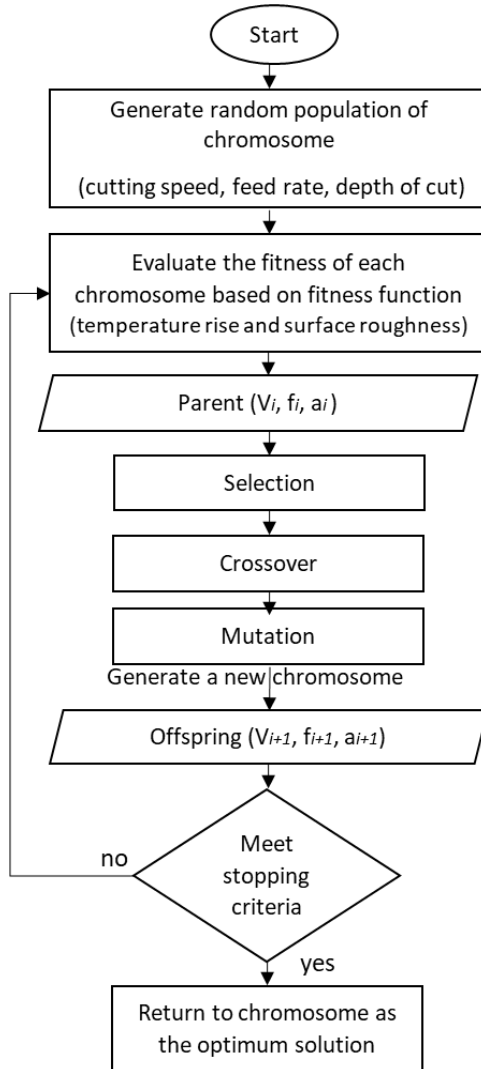 Start
Generate random population of
chromosome
(cutting speed, feed rate, depth of cut)
Evaluate the fitness of each
chromosome based on fitness function
(temperature rise and surface roughness)
Parent (Vi, fi, ai)
Selection
Crossover
Mutation
Generate a new chromosome
Offspring (Vi+1, fi+1, ai+1)
Meet
stopping
criteria
no
yes
Return to chromosome as
the optimum solution